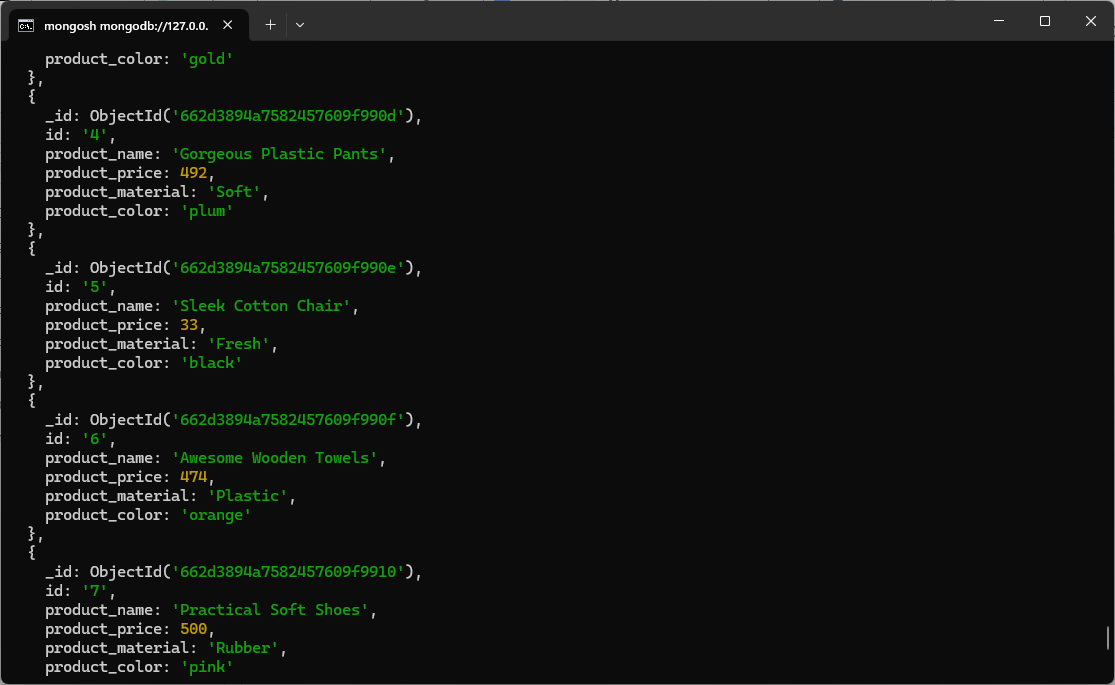 mongosh mongodb://127.0.0.
product_color: 'gold'
},
{
_id: ObjectId('662d3894a7582457609f990d'),
id: '4',
product_name: 'Gorgeous Plastic Pants',
product_price: 492,
product_material: 'Soft',
product_color: 'plum'
},
{
_id: ObjectId('662d3894a7582457609f990e'),
id: '5',
product_name: 'Sleek Cotton Chair',
product_price: 33,
product_material: 'Fresh',
product_color: 'black'
},
{
_id: ObjectId('662d3894a7582457609f990f'),
id: '6',
product_name: 'Awesome Wooden Towels',
product_price: 474,
product_material: 'Plastic',
product_color: 'orange'
},
{
_id: ObjectId('662d3894a7582457609f9910'),
id: '7',
product_name: 'Practical Soft Shoes',
product_price: 500,
product_material: 'Rubber',
product_color: 'pink'